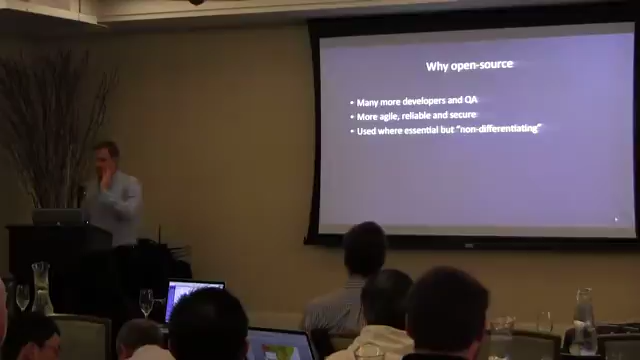 Why open-source
• Many more developers and QA
• More agile, reliable and secure
• Used where essential but "non-differentiating"